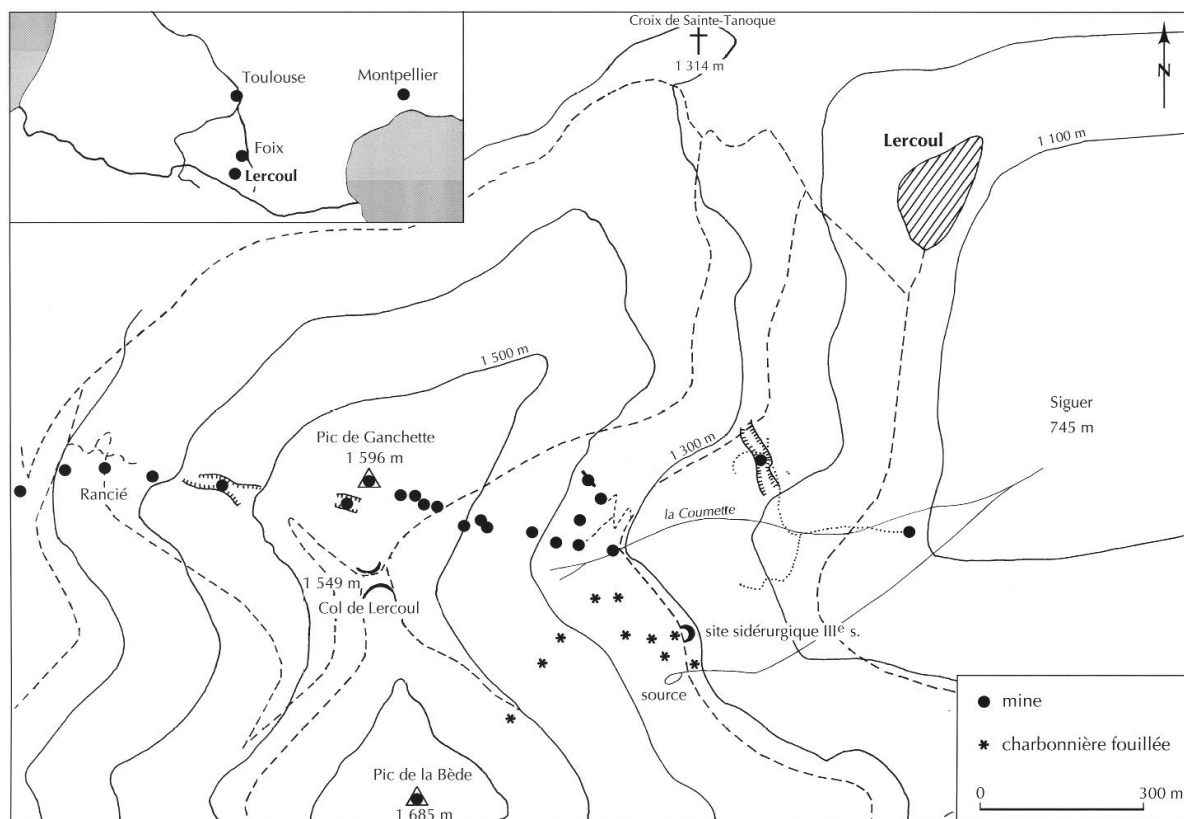 Croix de Sainte-Tanoque
1 314 m
N
Toulouse
Montpellier
Foix
Lercoul
Lercoul
1 100 m
1 500 m
Siguer
745 m
Pic de Ganchette
1 596 m
1 300 m
Rancié
la Coumette
1 549 m
Col de Lercoul
site sidérurgique IIIe s.
source
mine
charbonnière fouillée
Pic de la Bède
1 685 m
0 300 m